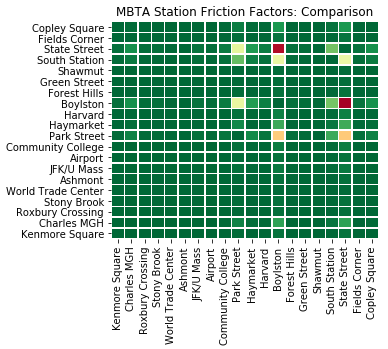 MBTA Station Friction Factors: Comparison
Copley Square
Fields Corner
State Street
South Station
Shawmut
Green Street
Forest Hills
Boylston
Harvard
Haymarket
Park Street
Community College
Airport
JFK/U Mass
Ashmont
World Trade Center
Stony Brook
Roxbury Crossing
Charles MGH
Kenmore Square
Kenmore Square
Charles MGH
Roxbury Crossing
Stony Brook
World Trade Center
Ashmont
JFK/U Mass
Airport
Community College
Park Street
Haymarket
Harvard
Boylston
Forest Hills
Green Street
Shawmut
South Station
State Street
Fields Corner
Copley Square